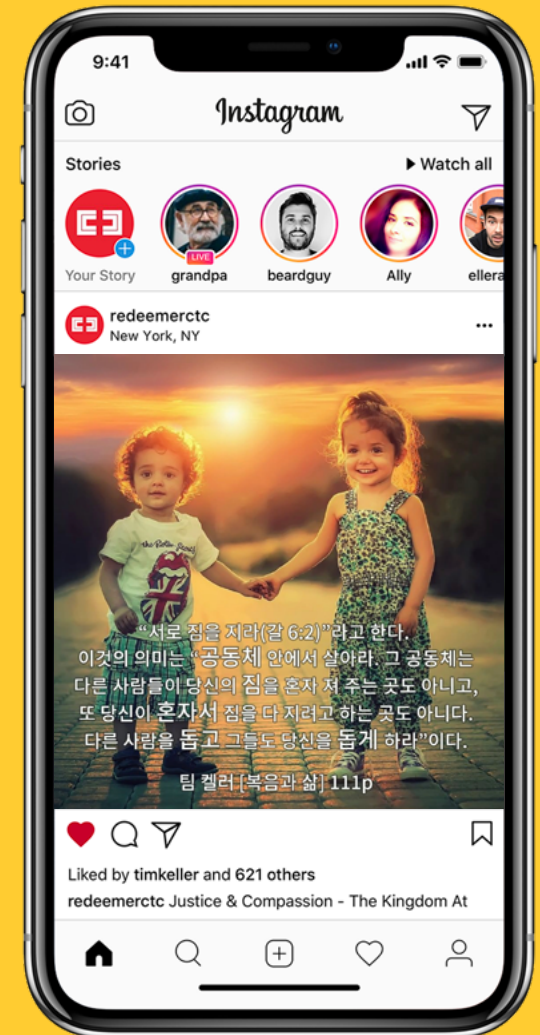 9:41
Instagram
Stories
Watch all
LIVE
Your Story
grandpa
beardguy
Ally
ellera
redeemerctc
New York, NY
the Rollin
“서로 짐을 지라(갈 6:2)”라고 한다.
이것의 의미는 “공동체 안에서 살아라. 그 공동체는
다른 사람들이 당신의 짐을 혼자 져 주는 곳도 아니고,
또 당신이 혼자서 짐을 다 지려고 하는 곳도 아니다.
다른 사람을 돕고 그들도 당신을 돕게 하라”이다.
팀 켈러 [복음과 삶] 111p
Liked by timkeller and 621 others
redeemerctc Justice & Compassion - The Kingdom At